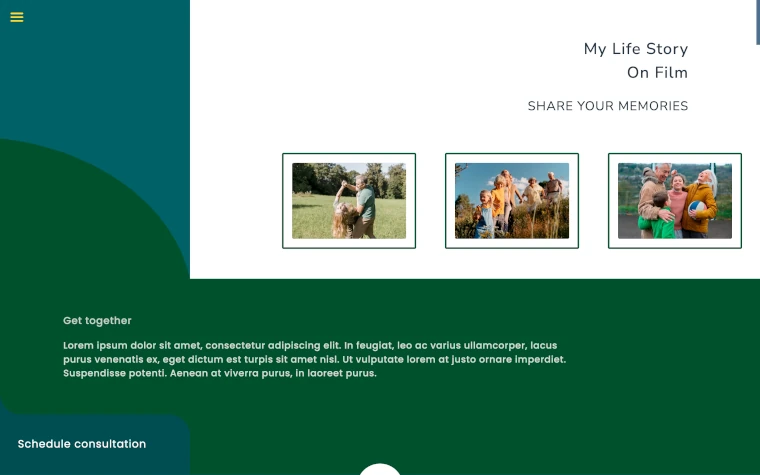 My Life Story
On Film
SHARE YOUR MEMORIES
Get together
Lorem ipsum dolor sit amet, consectetur adipiscing elit. In feugiat, leo ac varius ullamcorper, lacus
purus venenatis ex, eget dictum est turpis sit amet nisl. Ut vulputate lorem at justo ornare imperdiet.
Suspendisse potenti. Aenean at viverra purus, in laoreet purus.
Schedule consultation